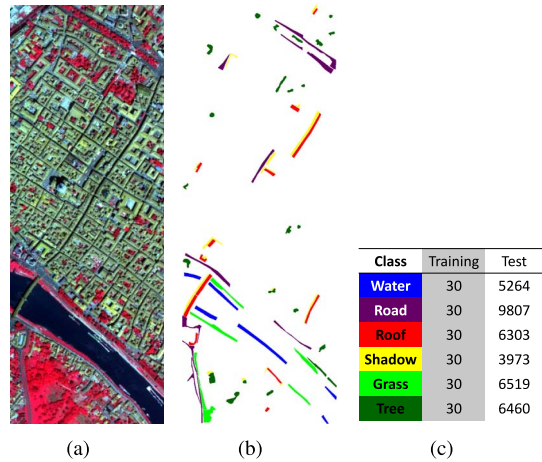 Class Training Test
Water 30 5264
Road 30 9807
Roof 30 6303
Shadow 30 3973
Grass 30 6519
Tree 30 6460
(a) (b) (c)